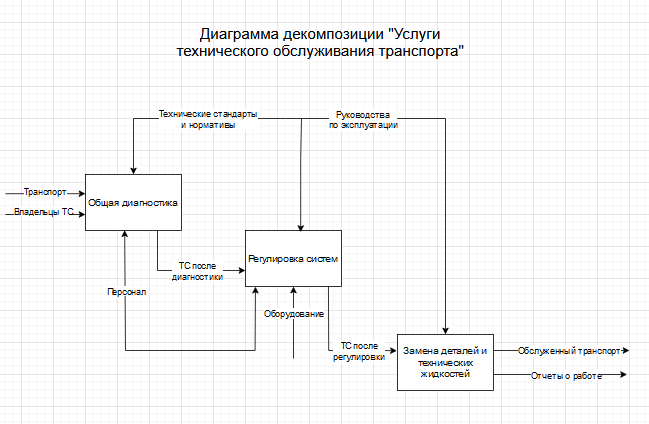 Диаграмма декомпозиции "Услуги
технического обслуживания транспорта"
Технические стандарты
и нормативы
Руководства
по эксплуатации
Транспорт
Владельцы ТС
Общая диагностика
ТС после
диагностики
Регулировка систем
Персонал
Оборудование
ТС после
регулировки
Замена деталей и
технических
жидкостей
Обслуженный транспорт
Отчеты о работе